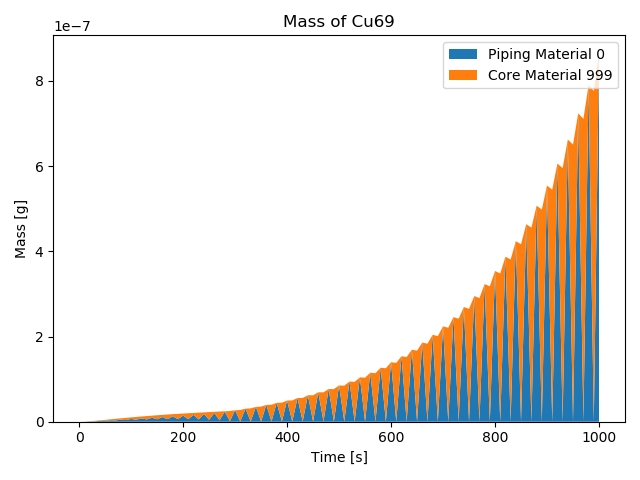 Mass of Cu69
1e−7
Piping Material 0
Core Material 999
8
6
4
2
0
Mass [g]
0 200 400 600 800 1000
Time [s]